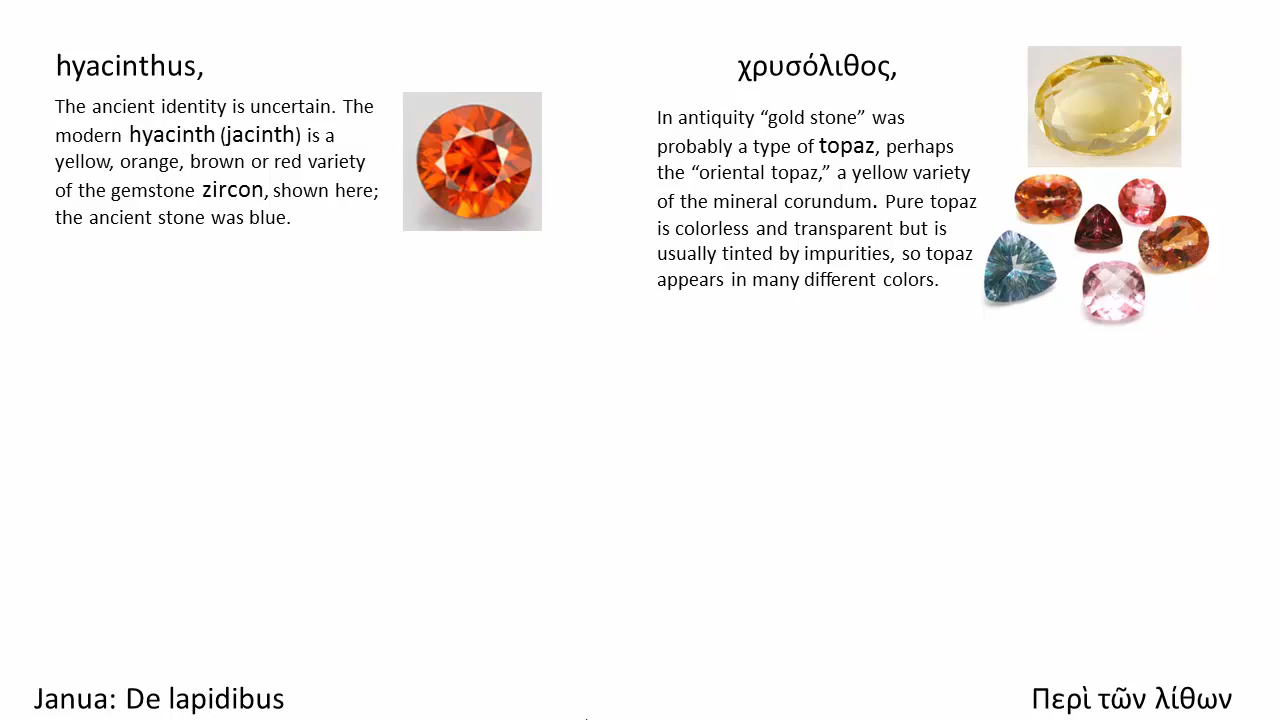 hyacinthus,
The ancient identity is uncertain. The
modern hyacinth (jacinth) is a
yellow, orange, brown or red variety
of the gemstone zircon, shown here;
the ancient stone was blue.
χρυσόλιθος,
In antiquity “gold stone” was
probably a type of topaz, perhaps
the “oriental topaz,” a yellow variety
of the mineral corundum. Pure topaz
is colorless and transparent but is
usually tinted by impurities, so topaz
appears in many different colors.
Janua: De lapidibus
Περὶ τῶν λίθων